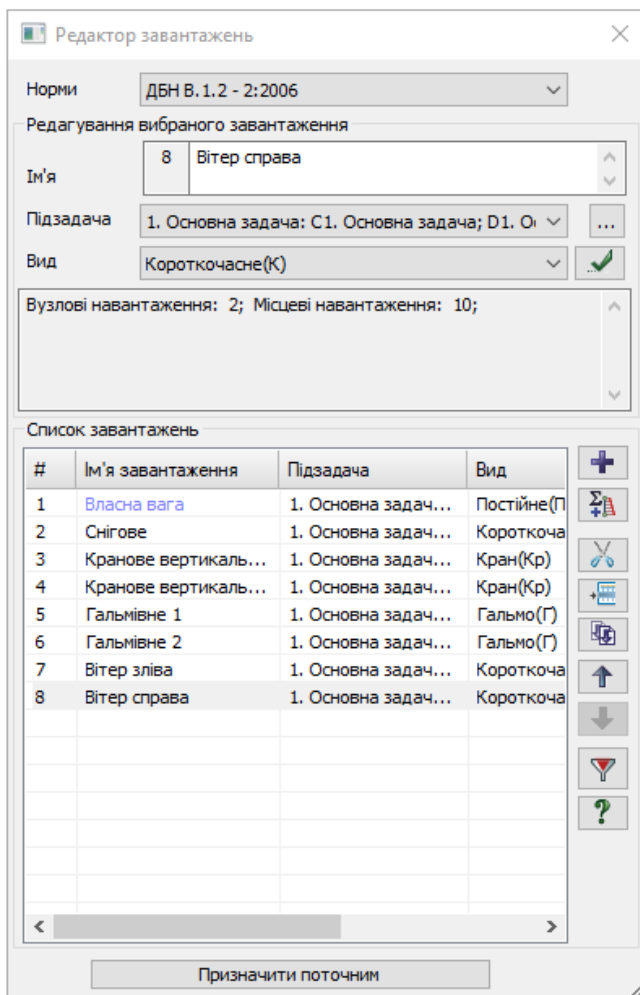 Редактор завантажень
Норми ДБН В.1.2 - 2:2006
Редагування вибраного завантаження
Ім'я 8 Вітер справа
Підзадача 1. Основна задача: C1. Основна задача; D1. О
Вид Короткочасне(К)
Вузлові навантаження: 2; Місцеві навантаження: 10;
Список завантажень
# Ім'я завантаження Підзадача Вид
1 Власна вага 1. Основна задач... Постійне(П
2 Снігове 1. Основна задач... Короткоча
3 Кранове вертикаль... 1. Основна задач... Кран(Кр)
4 Кранове вертикаль... 1. Основна задач... Кран(Кр)
5 Гальмівне 1 1. Основна задач... Гальмо(Г)
6 Гальмівне 2 1. Основна задач... Гальмо(Г)
7 Вітер зліва 1. Основна задач... Короткоча
8 Вітер справа 1. Основна задач... Короткоча
Призначити поточним